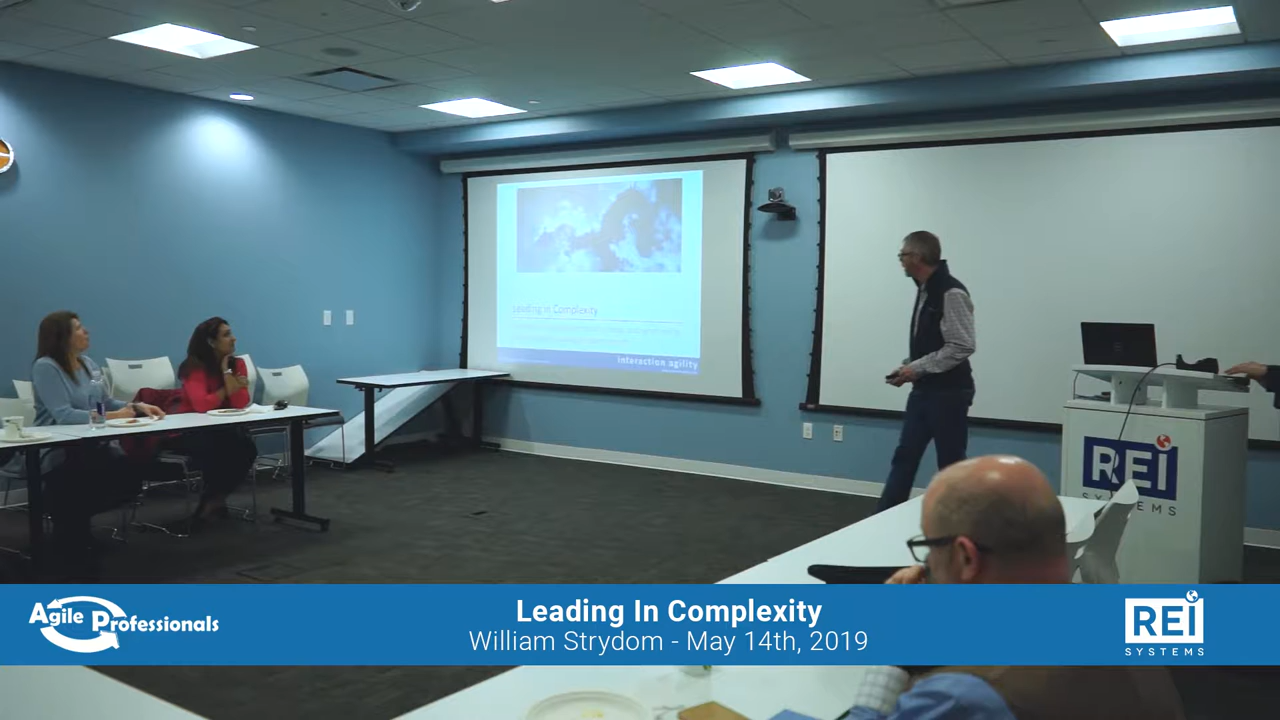 Leading in Complexity
interaction agility
REI
SYSTEMS
Agile Professionals
Leading In Complexity
William Strydom - May 14th, 2019
REI
SYSTEMS